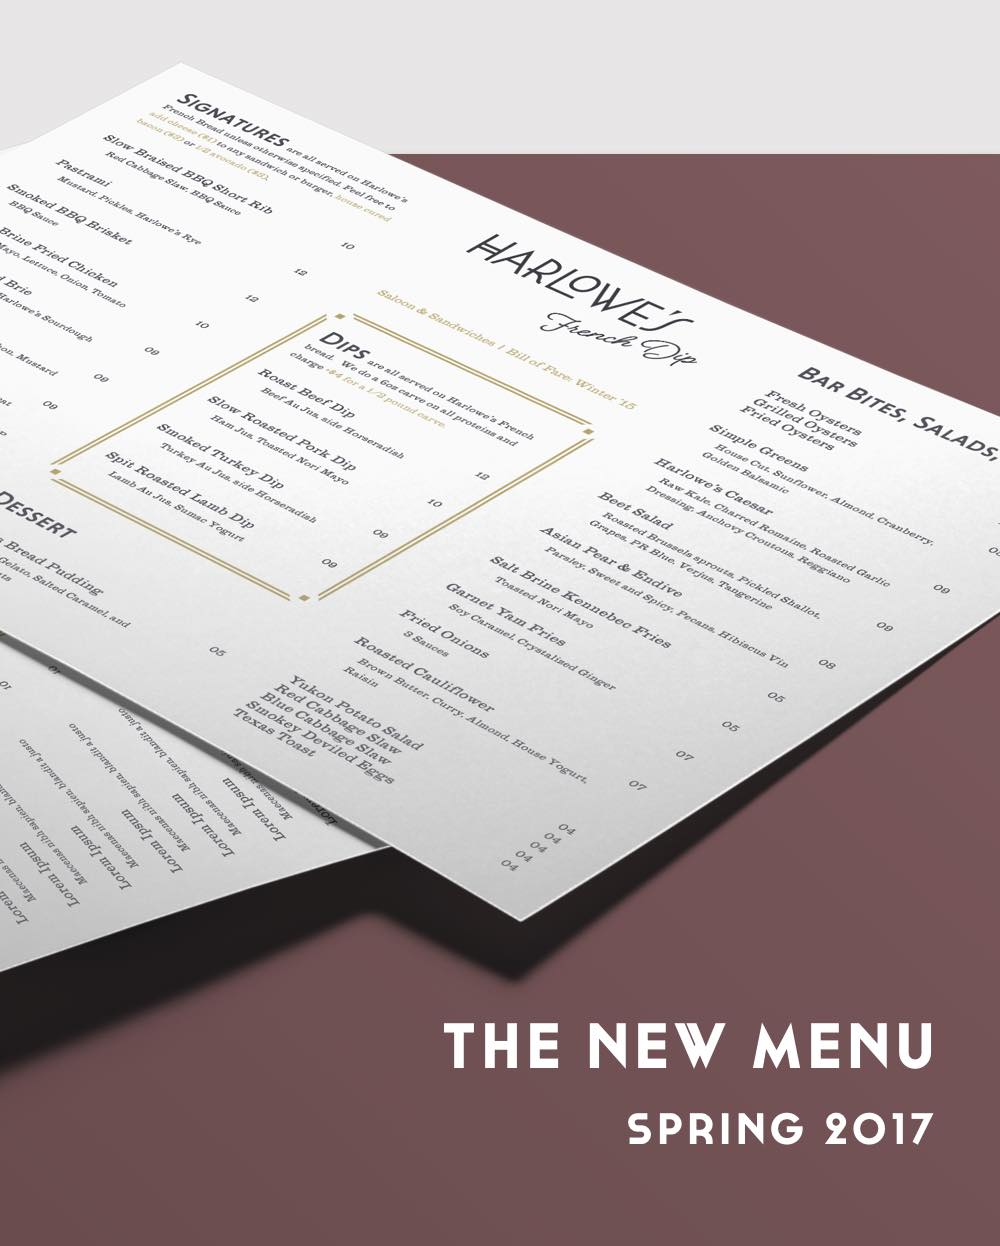 SIGNATURES are all served on Harlowe's
French Bread unless otherwise specified. Feel free to
add cheese ($1) to any sandwich or burger, house cured
bacon ($2) or 1/2 avocado ($2).
Slow Braised BBQ Short Rib
Red Cabbage Slaw, BBQ Sauce
10
Pastrami
Mustard, Pickles, Harlowe's Rye
12
Smoked BBQ Brisket
BBQ Sauce
12
Brine Fried Chicken
Mayo, Lettuce, Onion, Tomato
10
Brie
Harlowe's Sourdough
09
Mustard
09
09
DESSERT
Bread Pudding
Gelato, Salted Caramel, and
05
HARLOWE'S
French Dip
Saloon & Sandwiches / Bill of Fare: Winter '15
DIPS are all served on Harlowe's French
bread. We do a 6oz carve on all proteins and
charge +$4 for a 1/2 pound carve.
Roast Beef Dip
Beef Au Jus, side Horseradish
12
Slow Roasted Pork Dip
Ham Jus, Toasted Nori Mayo
10
Smoked Turkey Dip
Turkey Au Jus, side Horseradish
09
Spit Roasted Lamb Dip
Lamb Au Jus, Sumac Yogurt
09
BAR BITES, SALADS,
Fresh Oysters
Grilled Oysters
Fried Oysters
Simple Greens
House Cut, Sunflower, Almond, Cranberry,
Golden Balsamic
Harlowe's Caesar
Raw Kale, Charred Romaine, Roasted Garlic
Dressing, Anchovy Croutons, Reggiano
09
Beet Salad
Roasted Brussels sprouts, Pickled Shallot,
Grapes, PR Blue, Verjus, Tangerine
09
Asian Pear & Endive
Parsley, Sweet and Spicy, Pecans, Hibiscus Vin
08
Salt Brine Kennebec Fries
Toasted Nori Mayo
05
Garnet Yam Fries
Soy Caramel, Crystalised Ginger
05
Fried Onions
3 Sauces
07
Roasted Cauliflower
Brown Butter, Curry, Almond, House Yogurt,
Raisin
07
Yukon Potato Salad
Red Cabbage Slaw
Blue Cabbage Slaw
Smokey Deviled Eggs
Texas Toast
04
04
04
04
Lorem Ipsum
Maecenas nibh sapien, blandit a justo
Lorem Ipsum
Maecenas nibh sapien, blandit a justo
Lorem Ipsum
Maecenas nibh sapien, blandit a justo
Lorem Ipsum
Lorem Ipsum
THE NEW MENU
SPRING 2017